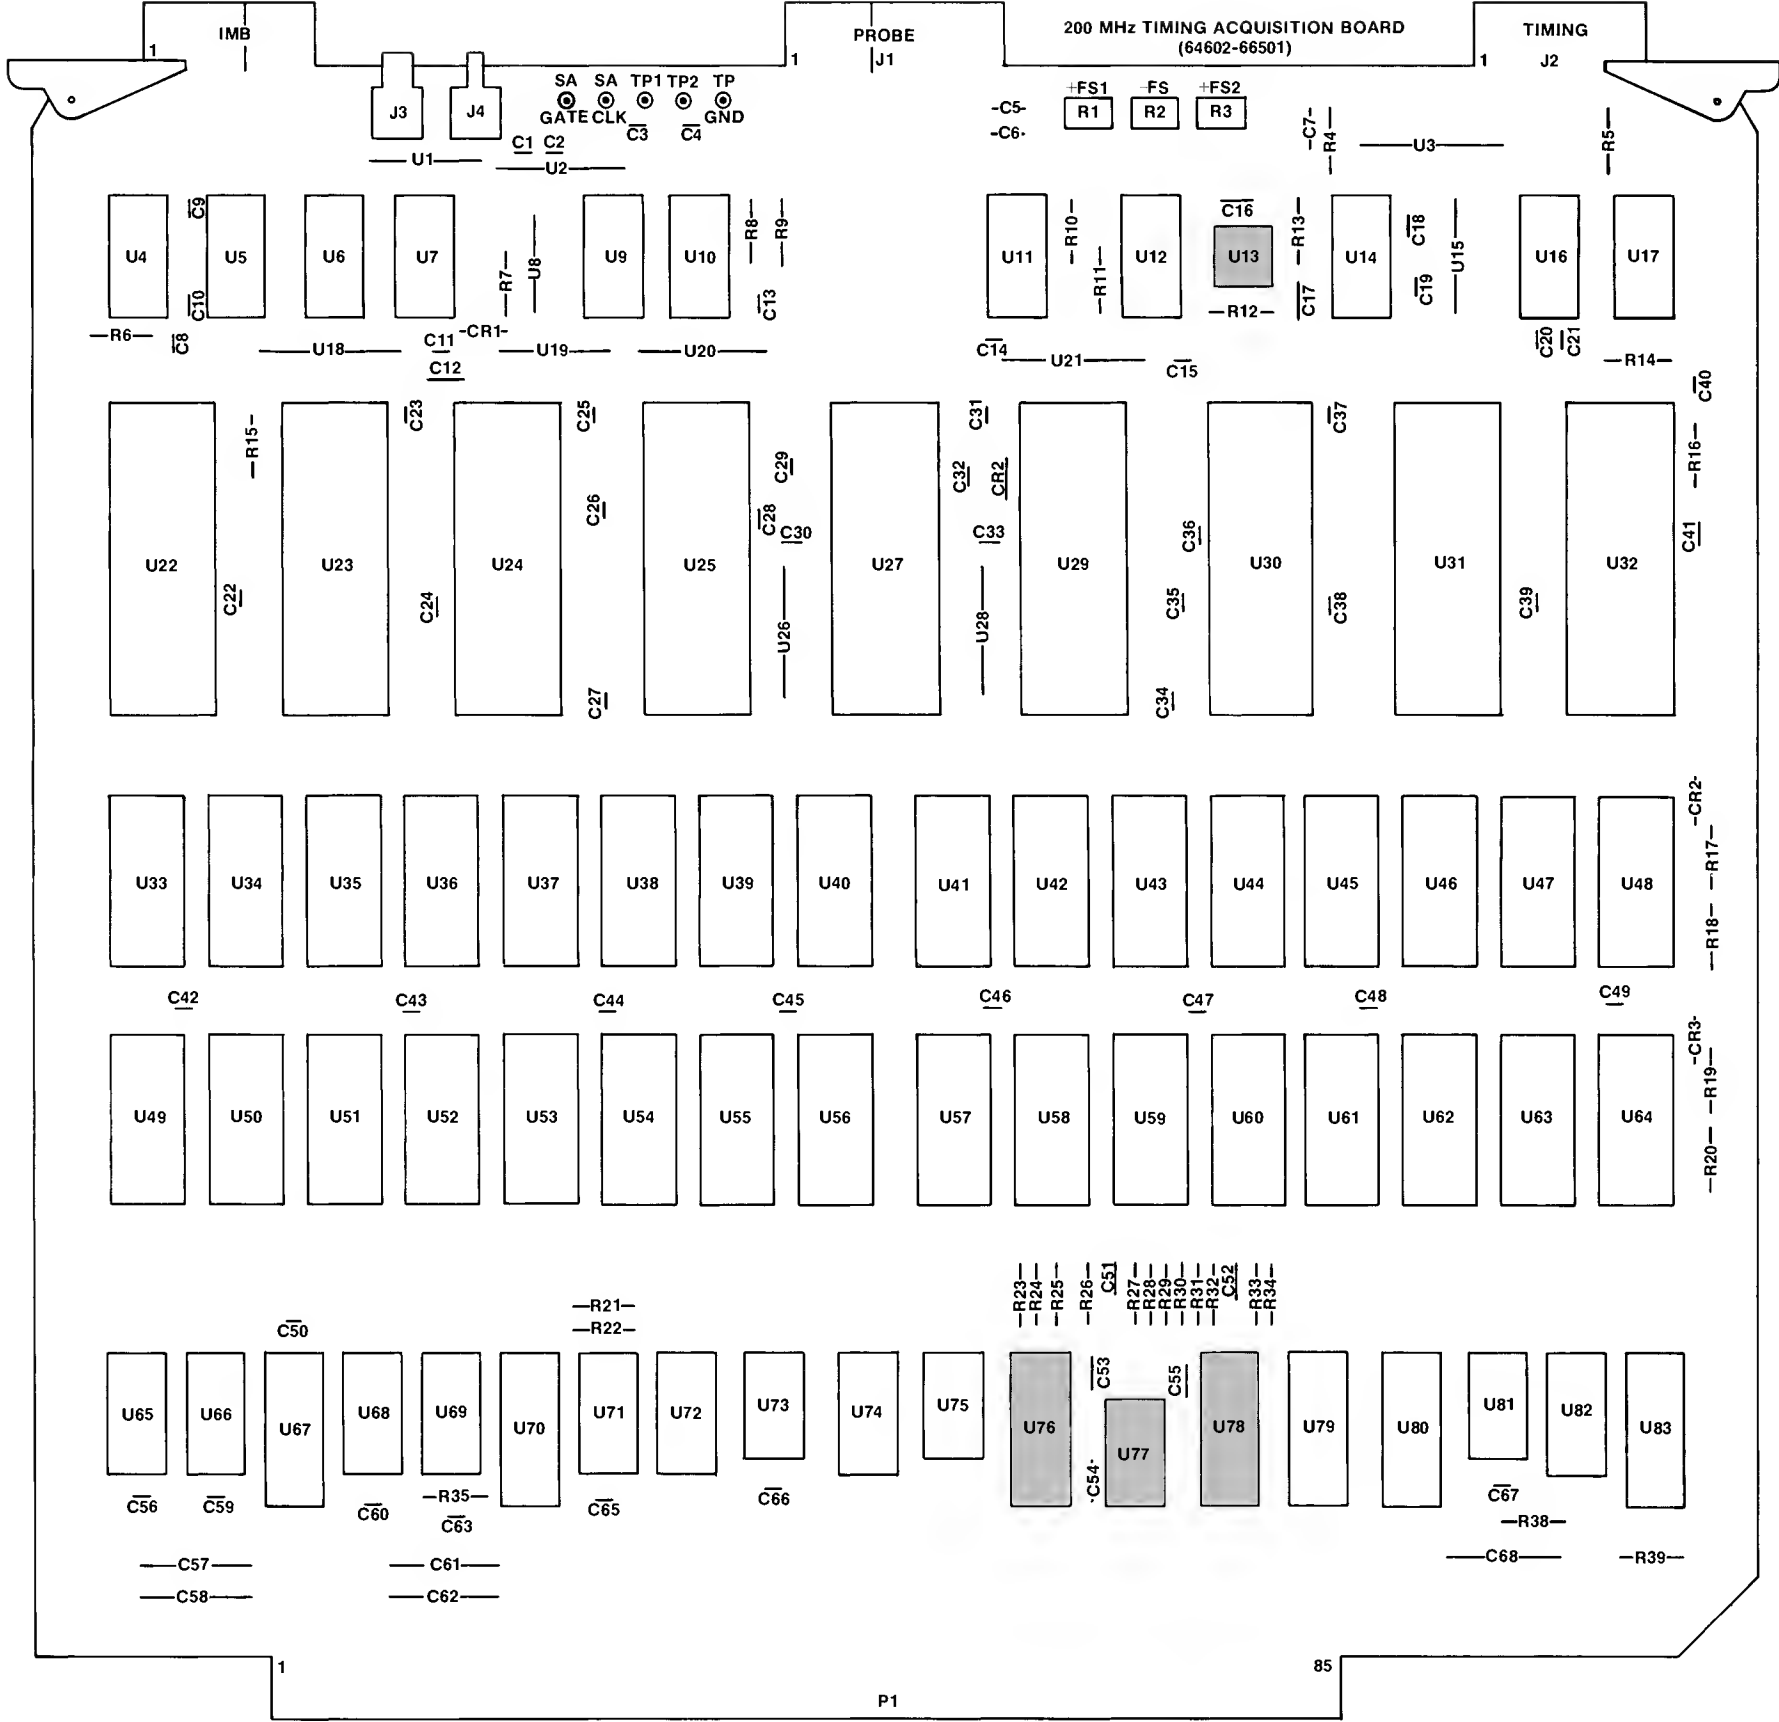 IMB
PROBE
200 MHz TIMING ACQUISITION BOARD
TIMING
(64602-66501)
1
1
J1
1
J2
SA SA TP1 TP2 TP
+FS1 -FS +FS2
J3 J4
GATE CLK GND
C3 C4
-C5-
R1 R2 R3
-C6-
C7 R4
U3
R5
C1 C2
U1
U2
C9 C16
U4 U5 U6 U7 R7 U8 U9 U10 R8 R9 U11 R10 R11 U12 U13 R13 U14 C18 U15 U16 U17
C10 C13 R12 C17 C19
R6 C8 U18 C11 -CR1- U19 U20 C14 U21 C15 C20 C21 R14
C12
C40
C23 C25 C31 C37
R15 R16
C29 C32 CR2
C26 C28 C30 C33 C36 C41
U22 U23 U24 U25 U27 U29 U30 U31 U32
C22 C24 C35 C38 C39
U26 U28
C27 C34
-CR2-
R17
U33 U34 U35 U36 U37 U38 U39 U40 U41 U42 U43 U44 U45 U46 U47 U48
R18
C42 C43 C44 C45 C46 C47 C48 C49
-CR3-
R19
U49 U50 U51 U52 U53 U54 U55 U56 U57 U58 U59 U60 U61 U62 U63 U64
R20
R23 R24 R25 R26 C51 R27 R28 R29 R30 R31 R32 C52 R33 R34
R21
C50 R22
C53 C55
U65 U66 U67 U68 U69 U70 U71 U72 U73 U74 U75 U76 U77 U78 U79 U80 U81 U82 U83
C54
C56 C59 C60 R35 C65 C66 C67
C63 R38
C57 C61 C68 R39
C58 C62
1 85
P1